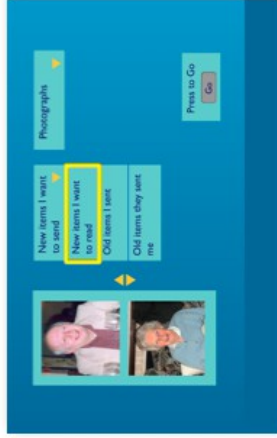 New items I want
to send
New items I want
to read
Old items I sent
Old items they sent
me
Photographs
Press to Go
Go